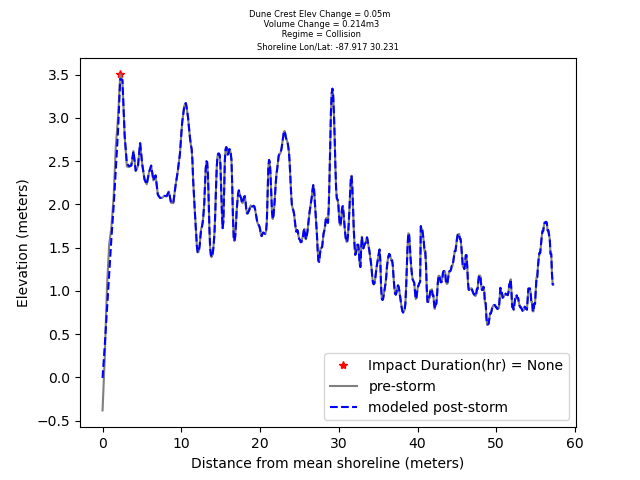 Dune Crest Elev Change = 0.05m
Volume Change = 0.214m3
Regime = Collision
Shoreline Lon/Lat: -87.917 30.231
3.5
3.0
2.5
2.0
1.5
1.0
0.5
0.0
−0.5
Elevation (meters)
Impact Duration(hr) = None
pre-storm
modeled post-storm
0 10 20 30 40 50 60
Distance from mean shoreline (meters)